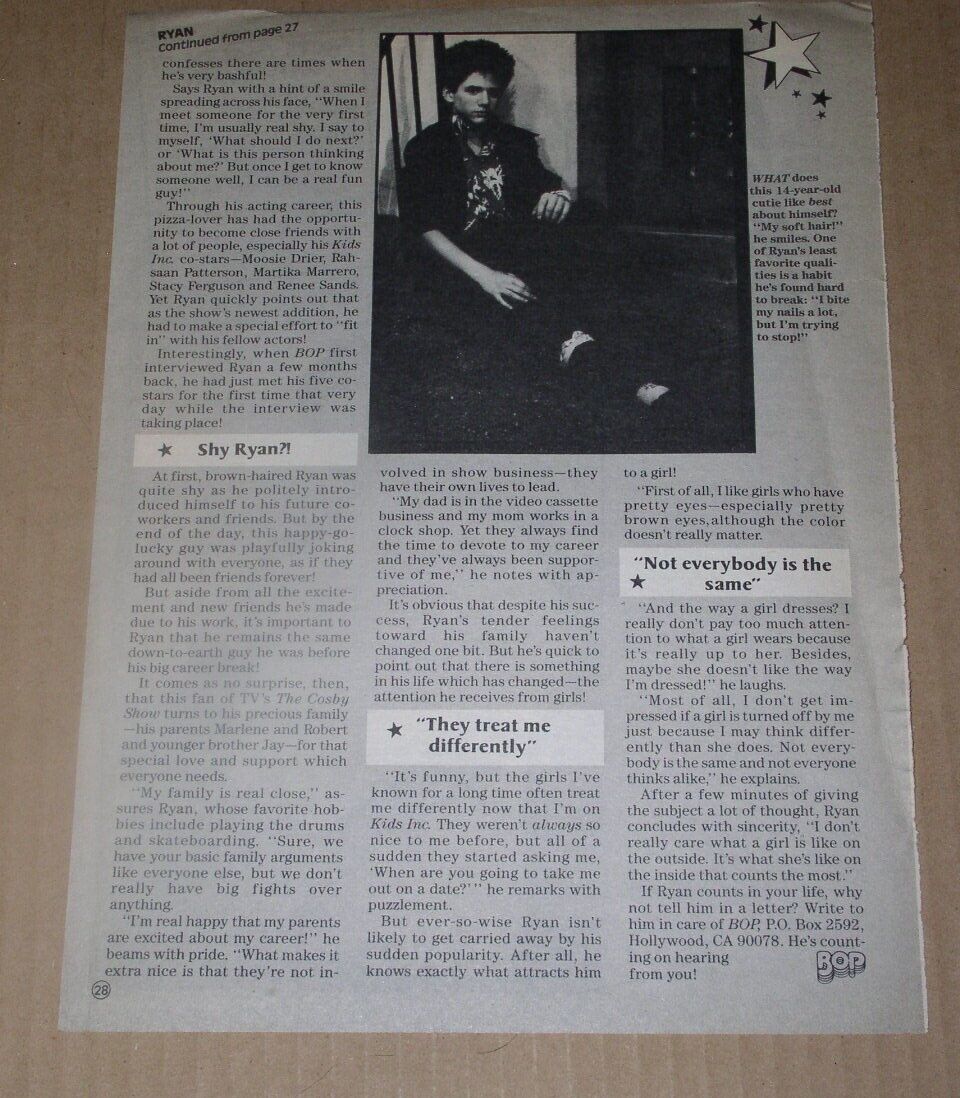 RYAN
continued from page 27
confesses there are times when
he's very bashful!
Says Ryan with a hint of a smile
spreading across his face, "When I
meet someone for the very first
time, I'm usually real shy. I say to
myself, 'What should I do next?'
or 'What is this person thinking
about me?' But once I get to know
someone well, I can be a real fun
guy!"
Through his acting career, this
pizza-lover has had the opportu-
nity to become close friends with
a lot of people, especially his Kids
Inc. co-stars—Moosie Drier, Rah-
saan Patterson, Martika Marrero,
Stacy Ferguson and Renee Sands.
Yet Ryan quickly points out that
as the show's newest addition, he
had to make a special effort to "fit
in" with his fellow actors!
Interestingly, when BOP first
interviewed Ryan a few months
back, he had just met his five co-
stars for the first time that very
day while the interview was
taking place!
Shy Ryan?!
At first, brown-haired Ryan was
quite shy as he politely intro-
duced himself to his future co-
workers and friends. But by the
end of the day, this happy-go-
lucky guy was playfully joking
around with everyone, as if they
had all been friends forever!
But aside from all the excite-
ment and new friends he's made
due to his work, it's important to
Ryan that he remains the same
down-to-earth guy he was before
his big career break!
It comes as no surprise, then,
that this fan of TV's The Cosby
Show turns to his precious family
—his parents Marlene and Robert
and younger brother Jay—for that
special love and support which
everyone needs.
"My family is real close," as-
sures Ryan, whose favorite hob-
bies include playing the drums
and skateboarding. "Sure, we
have your basic family arguments
like everyone else, but we don't
really have big fights over
anything.
"I'm real happy that my parents
are excited about my career!" he
beams with pride. "What makes it
extra nice is that they're not in-
28
volved in show business—they
have their own lives to lead.
"My dad is in the video cassette
business and my mom works in a
clock shop. Yet they always find
the time to devote to my career
and they've always been suppor-
tive of me," he notes with ap-
preciation.
It's obvious that despite his suc-
cess, Ryan's tender feelings
toward his family haven't
changed one bit. But he's quick to
point out that there is something
in his life which has changed—the
attention he receives from girls!
"They treat me
differently"
"It's funny, but the girls I've
known for a long time often treat
me differently now that I'm on
Kids Inc. They weren't always so
nice to me before, but all of a
sudden they started asking me,
'When are you going to take me
out on a date?'" he remarks with
puzzlement.
But ever-so-wise Ryan isn't
likely to get carried away by his
sudden popularity. After all, he
knows exactly what attracts him
to a girl!
"First of all, I like girls who have
pretty eyes—especially pretty
brown eyes, although the color
doesn't really matter.
"Not everybody is the
same"
"And the way a girl dresses? I
really don't pay too much atten-
tion to what a girl wears because
it's really up to her. Besides,
maybe she doesn't like the way
I'm dressed!" he laughs.
"Most of all, I don't get im-
pressed if a girl is turned off by me
just because I may think differ-
ently than she does. Not every-
body is the same and not everyone
thinks alike," he explains.
After a few minutes of giving
the subject a lot of thought, Ryan
concludes with sincerity, "I don't
really care what a girl is like on
the outside. It's what she's like on
the inside that counts the most."
If Ryan counts in your life, why
not tell him in a letter? Write to
him in care of BOP, P.O. Box 2592,
Hollywood, CA 90078. He's count-
ing on hearing
from you!
BOP
WHAT does
this 14-year-old
cutie like best
about himself?
"My soft hair!"
he smiles. One
of Ryan's least
favorite quali-
ties is a habit
he's found hard
to break: "I bite
my nails a lot,
but I'm trying
to stop!"